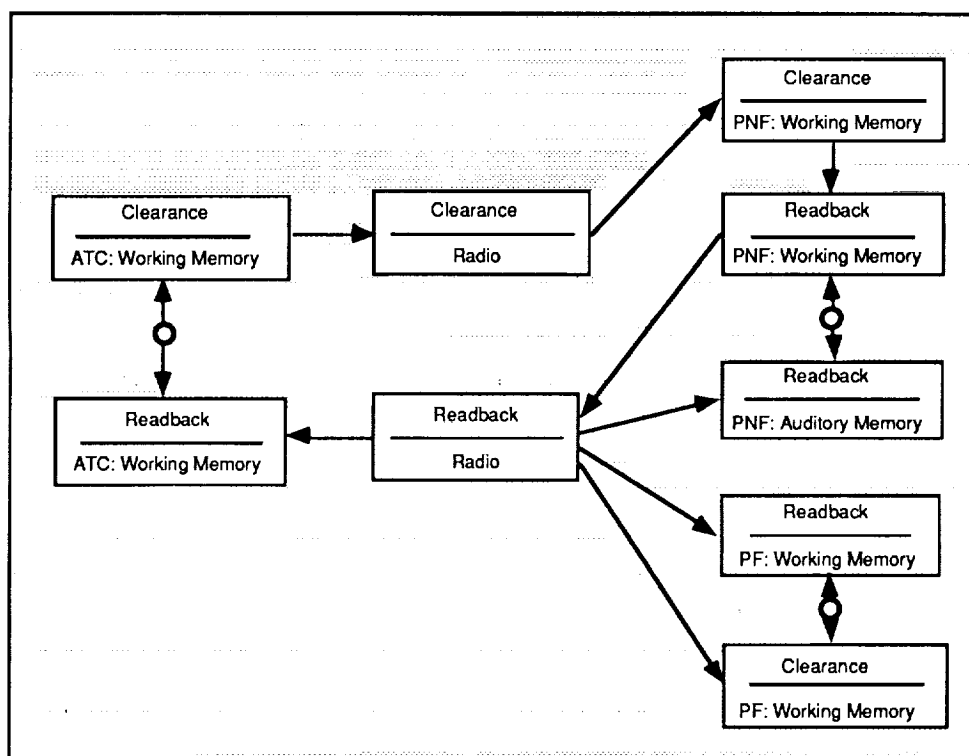 Clearance
PNF: Working Memory
Clearance
ATC: Working Memory
Clearance
Radio
Readback
PNF: Working Memory
Readback
PNF: Auditory Memory
Readback
ATC: Working Memory
Readback
Radio
Readback
PF: Working Memory
Clearance
PF: Working Memory